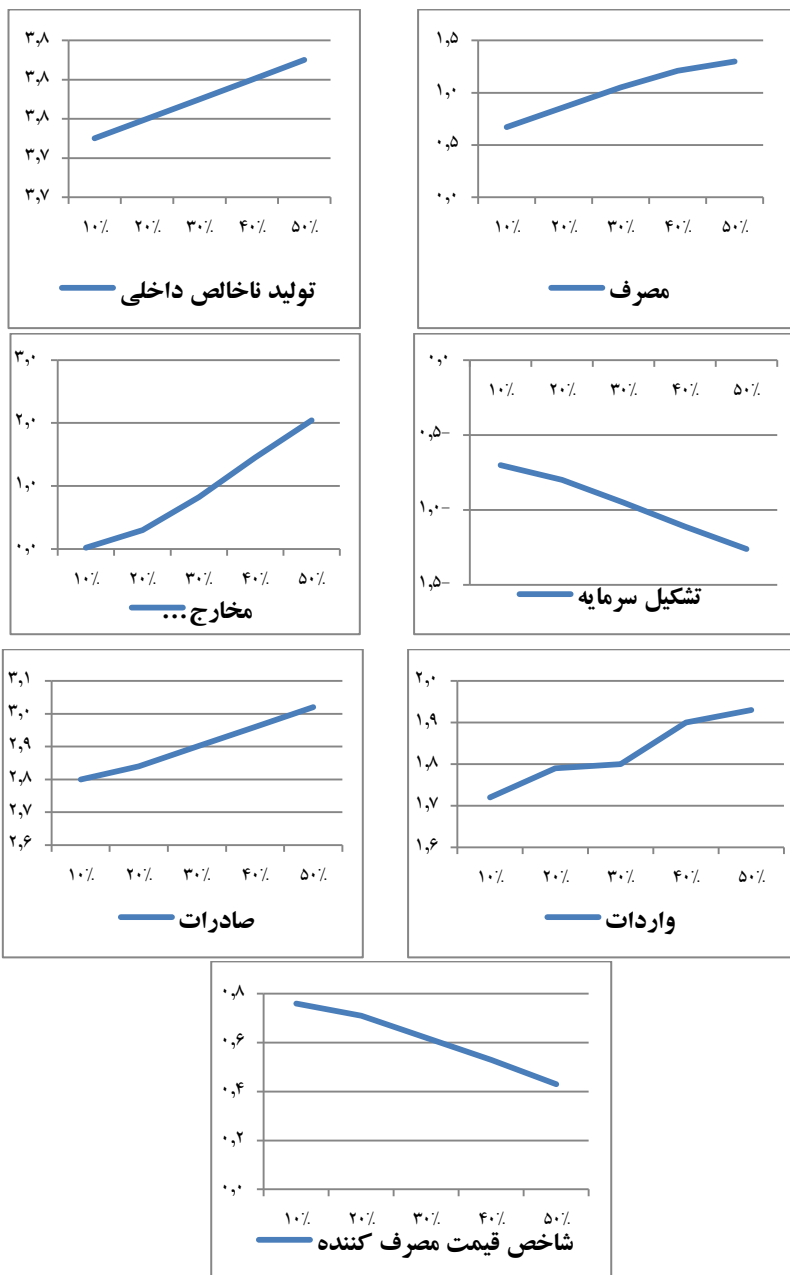 ۳٫۸
۳٫۸
۳٫۸
۳٫۷
۳٫۷
۱۰٪ ۲۰٪ ۳۰٪ ۴۰٪ ۵۰٪
تولید ناخالص داخلی
۱٫۵
۱٫۰
۰٫۵
۰٫۰
۱۰٪ ۲۰٪ ۳۰٪ ۴۰٪ ۵۰٪
مصرف
۳٫۰
۲٫۰
۱٫۰
۰٫۰
۱۰٪ ۲۰٪ ۳۰٪ ۴۰٪ ۵۰٪
مخارج...
۰٫۰
۱۰٪ ۲۰٪ ۳۰٪ ۴۰٪ ۵۰٪
۰٫۵-
۱٫۰-
۱٫۵-
تشکیل سرمایه
۳٫۱
۳٫۰
۲٫۹
۲٫۸
۲٫۷
۲٫۶
۱۰٪ ۲۰٪ ۳۰٪ ۴۰٪ ۵۰٪
صادرات
۲٫۰
۱٫۹
۱٫۸
۱٫۷
۱٫۶
۱۰٪ ۲۰٪ ۳۰٪ ۴۰٪ ۵۰٪
واردات
۰٫۸
۰٫۶
۰٫۴
۰٫۲
۰٫۰
۱۰٪ ۲۰٪ ۳۰٪ ۴۰٪ ۵۰٪
شاخص قیمت مصرف کننده